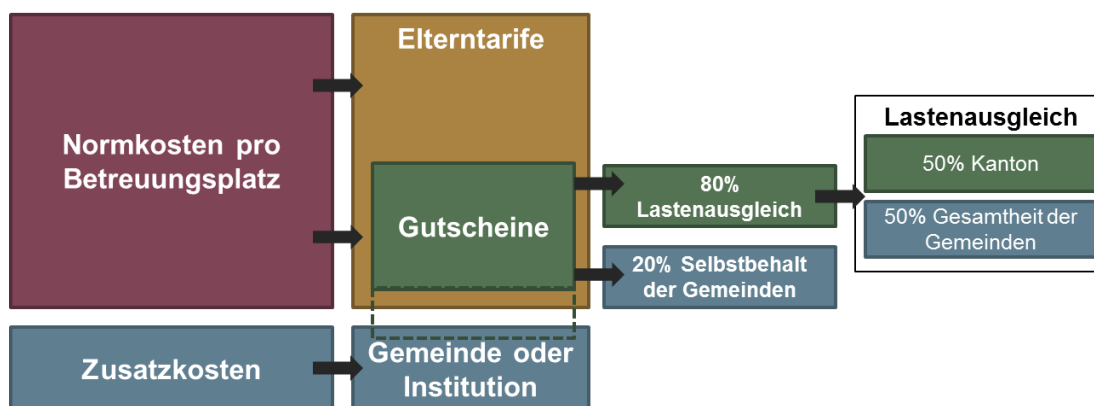 Normkosten pro
Betreuungsplatz
Elterntarife
Gutscheine
80%
Lastenausgleich
20% Selbstbehalt
der Gemeinden
Lastenausgleich
50% Kanton
50% Gesamtheit der
Gemeinden
Zusatzkosten
Gemeinde oder
Institution